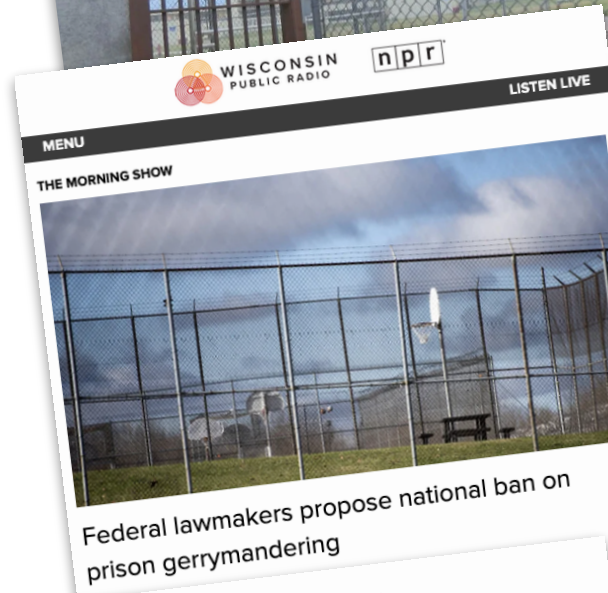 WISCONSIN
PUBLIC RADIO
npr
MENU
LISTEN LIVE
THE MORNING SHOW
Federal lawmakers propose national ban on
prison gerrymandering